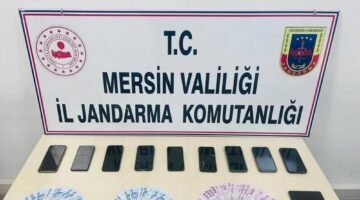 T.C.
MERSİN VALİLİĞİ
İL JANDARMA KOMUTANLIĞI